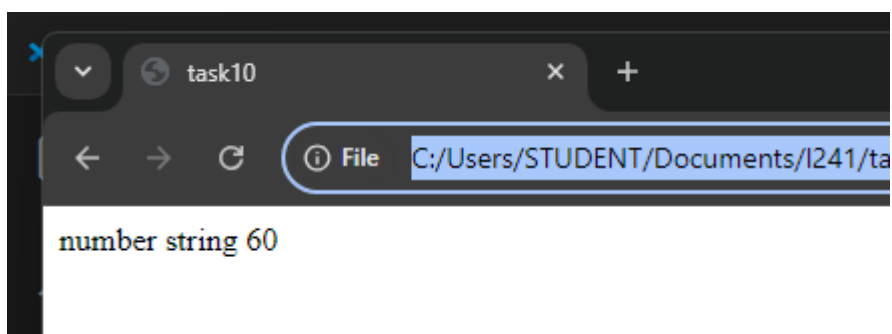 task10
File C:/Users/STUDENT/Documents/I241/ta
number string 60